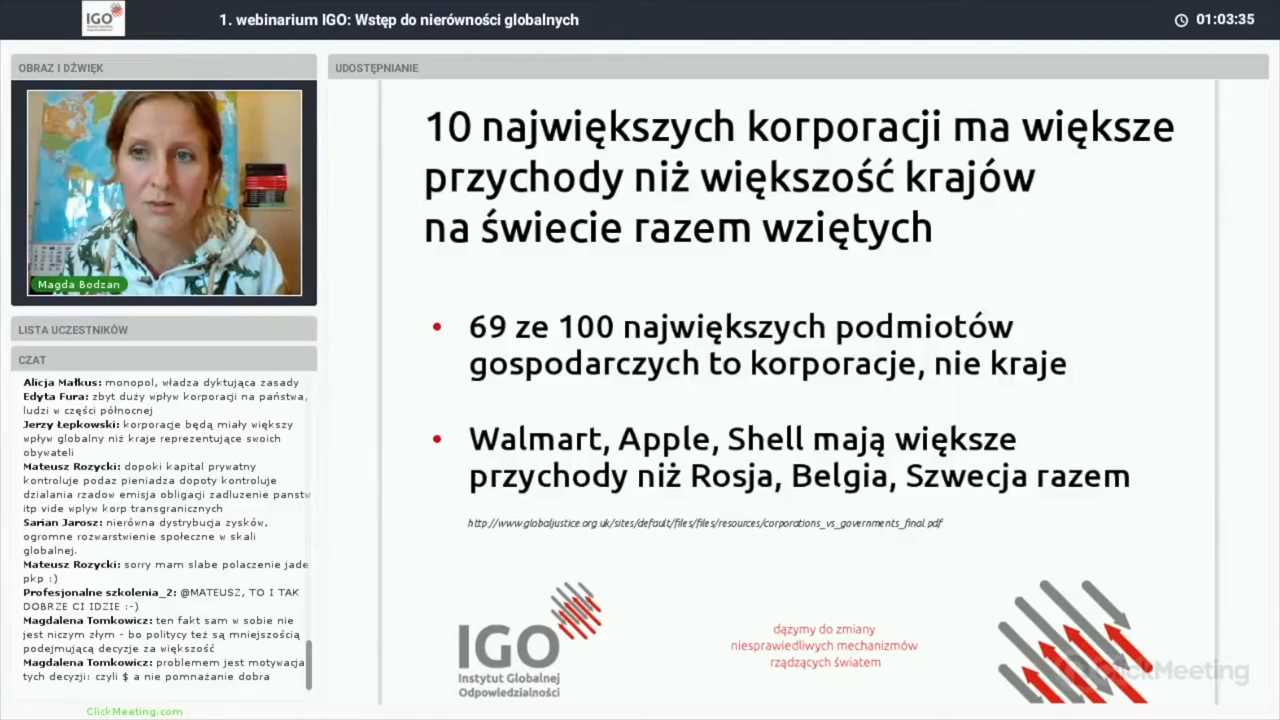 IGO
1. webinarium IGO: Wstęp do nierówności globalnych
01:03:35
OBRAZ I DŹWIĘK
Magda Bodzan
LISTA UCZESTNIKÓW
CZAT
Alicja Małkus: monopol, władza dyktująca zasady
Edyta Fura: zbyt duży wpływ korporacji na państwa,
ludzi w części północnej
Jerzy Łepkowski: korporacje będą miały większy
wpływ globalny niż kraje reprezentujące swoich
obywateli
Mateusz Rozycki: dopoki kapital prywatny
kontroluje podaz pieniadza dopoty kontroluje
dzialania rzadow emisja obligacji zadluzenie panstw
itp vide wplyw korp transgranicznych
Sarian Jarosz: nierówna dystrybucja zysków,
ogromne rozwarstwienie społeczne w skali
globalnej.
Mateusz Rozycki: sorry mam slabe polaczenie jade
pkp :)
Profesjonalne szkolenia_2: @MATEUSZ, TO I TAK
DOBRZE CI IDZIE :-)
Magdalena Tomkowicz: ten fakt sam w sobie nie
jest niczym złym - bo politycy też są mniejszością
podejmującą decyzje za większość
Magdalena Tomkowicz: problemem jest motywacja
tych decyzji: czyli $ a nie pomnażanie dobra
ClickMeeting.com
UDOSTĘPNIANIE
10 największych korporacji ma większe
przychody niż większość krajów
na świecie razem wziętych
• 69 ze 100 największych podmiotów
gospodarczych to korporacje, nie kraje
• Walmart, Apple, Shell mają większe
przychody niż Rosja, Belgia, Szwecja razem
http://www.globaljustice.org.uk/sites/default/files/files/resources/corporations_vs_governments_final.pdf
IGO
Instytut Globalnej
Odpowiedzialności
dążymy do zmiany
niesprawiedliwych mechanizmów
rządzących światem
ClickMeeting